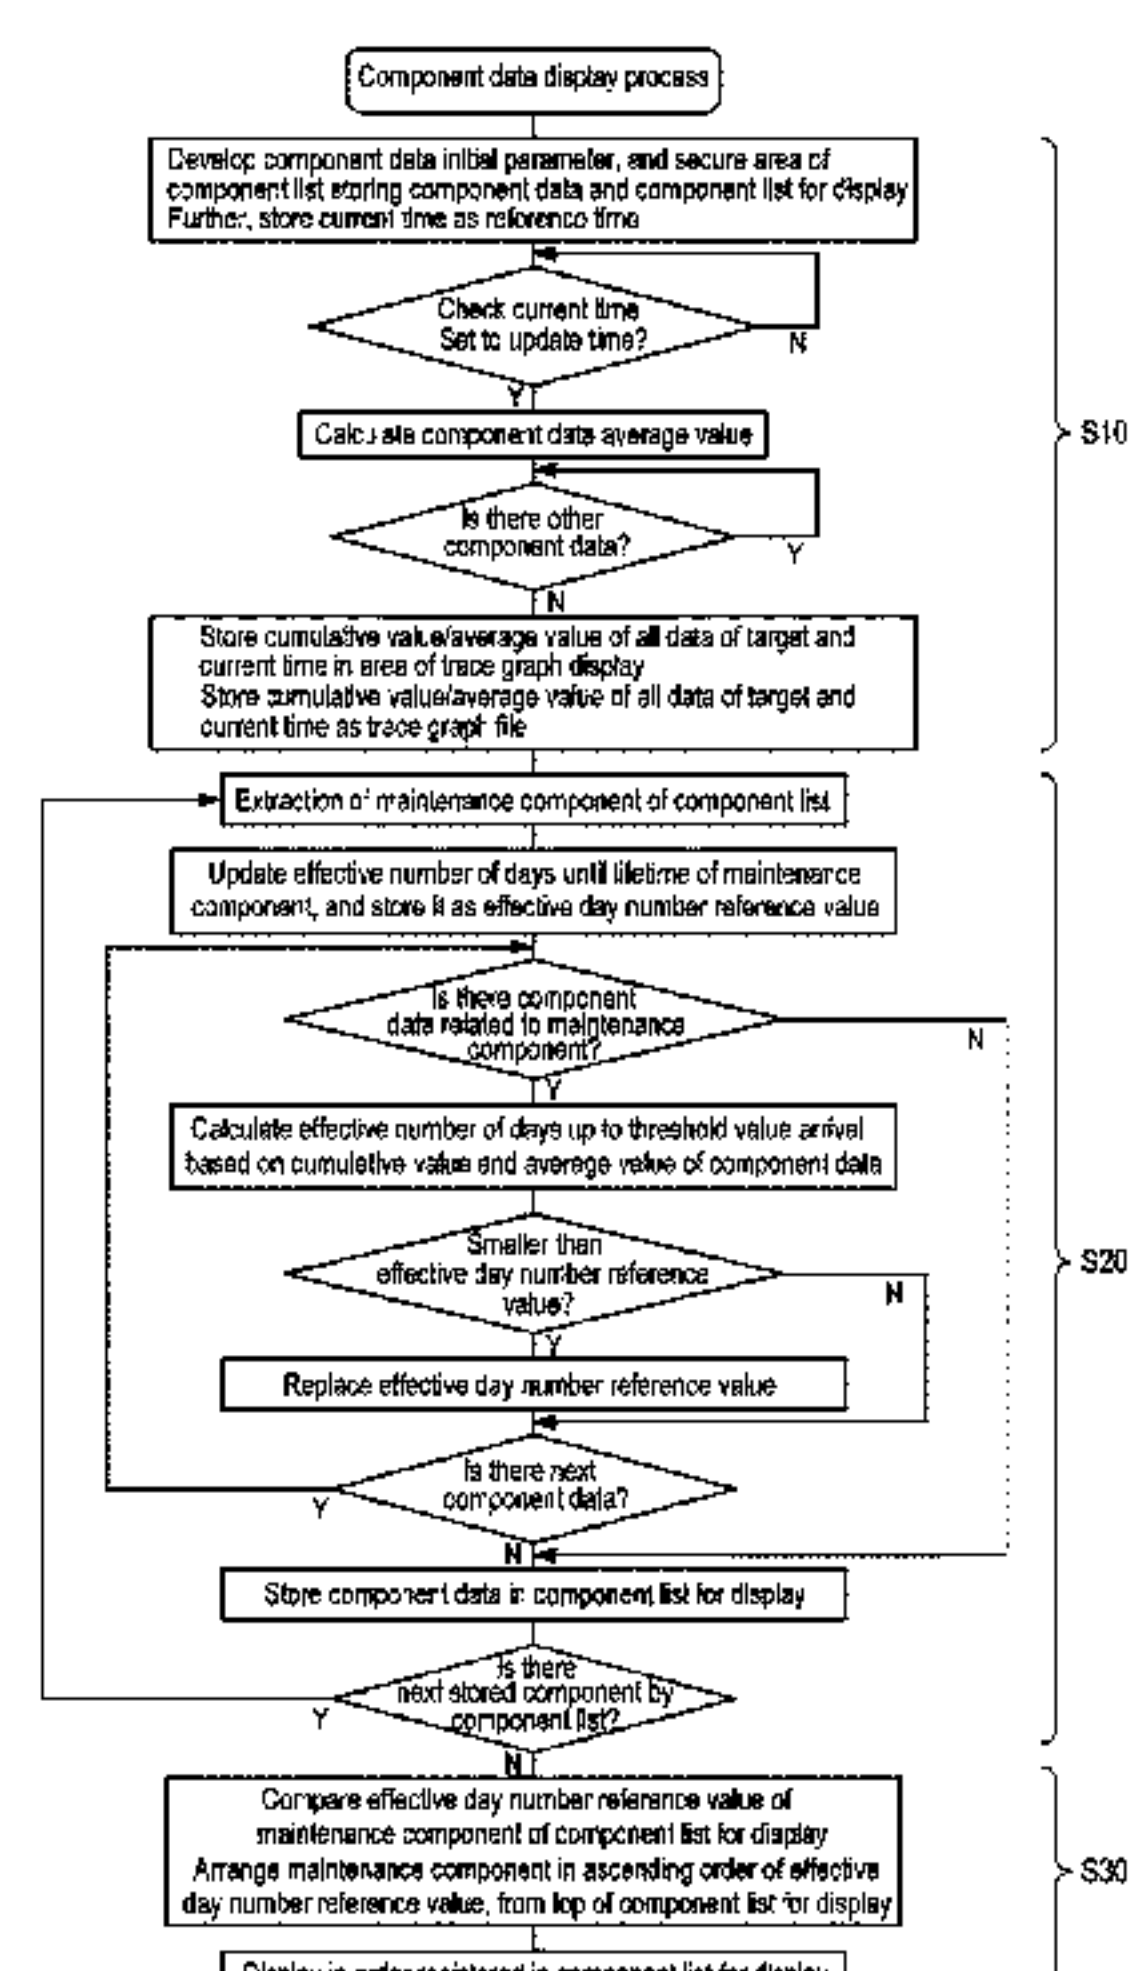 Component data display process
Develop component data initial parameter, and secure area of
component list storing component data and component list for display
Further, store current time as reference time
Check current time
Set to update time?
N
Y
Calculate component data average value
S10
Is there other
component data?
Y
N
Store cumulative value/average value of all data of target and
current time in area of trace graph display
Store cumulative value/average value of all data of target and
current time as trace graph file
Extraction of maintenance component of component list
Update effective number of days until lifetime of maintenance
component, and store it as effective day number reference value
Is there component
data related to maintenance
component?
N
Y
Calculate effective number of days up to threshold value arrival
based on cumulative value and average value of component data
Smaller than
effective day number reference
value?
N
S20
Y
Replace effective day number reference value
Is there next
component data?
Y
N
Store component data in component list for display
Is there
next stored component by
component list?
Y
N
Compare effective day number reference value of
maintenance component of component list for display
Arrange maintenance component in ascending order of effective
day number reference value, from top of component list for display
S30
Display in order registered in component list for display